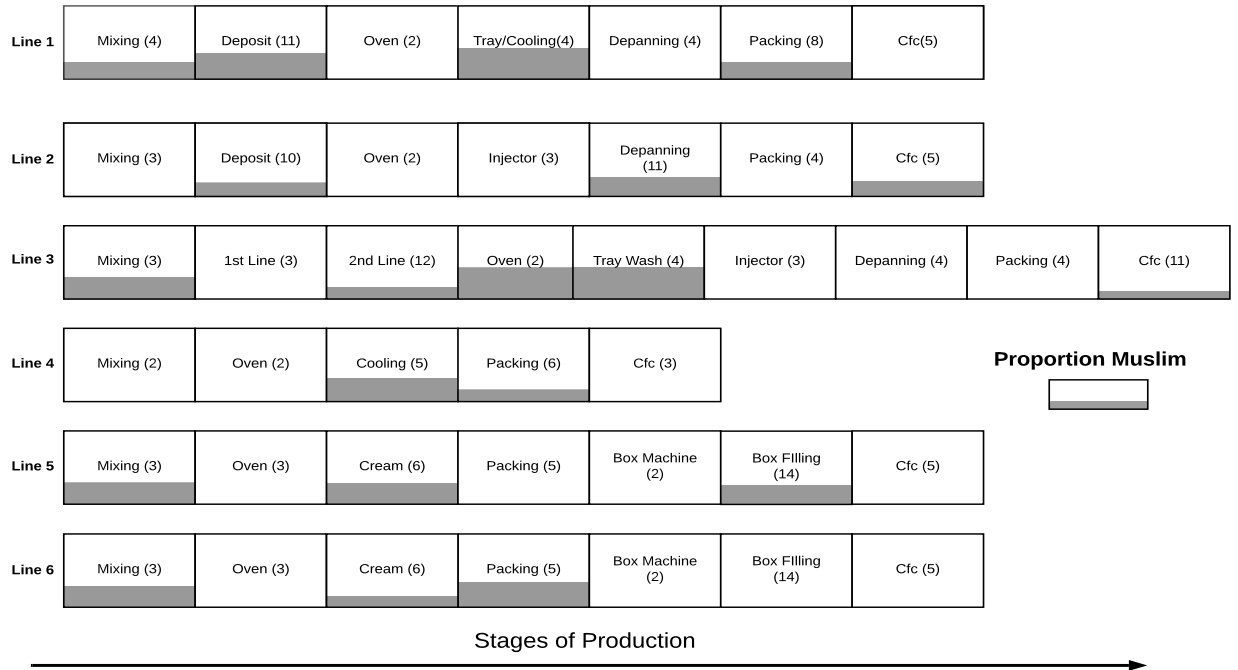 Line 1 Mixing (4) Deposit (11) Oven (2) Tray/Cooling(4) Depanning (4) Packing (8) Cfc(5)
Line 2 Mixing (3) Deposit (10) Oven (2) Injector (3) Depanning (11) Packing (4) Cfc (5)
Line 3 Mixing (3) 1st Line (3) 2nd Line (12) Oven (2) Tray Wash (4) Injector (3) Depanning (4) Packing (4) Cfc (11)
Line 4 Mixing (2) Oven (2) Cooling (5) Packing (6) Cfc (3)
Proportion Muslim
Line 5 Mixing (3) Oven (3) Cream (6) Packing (5) Box Machine (2) Box FIlling (14) Cfc (5)
Line 6 Mixing (3) Oven (3) Cream (6) Packing (5) Box Machine (2) Box FIlling (14) Cfc (5)
Stages of Production